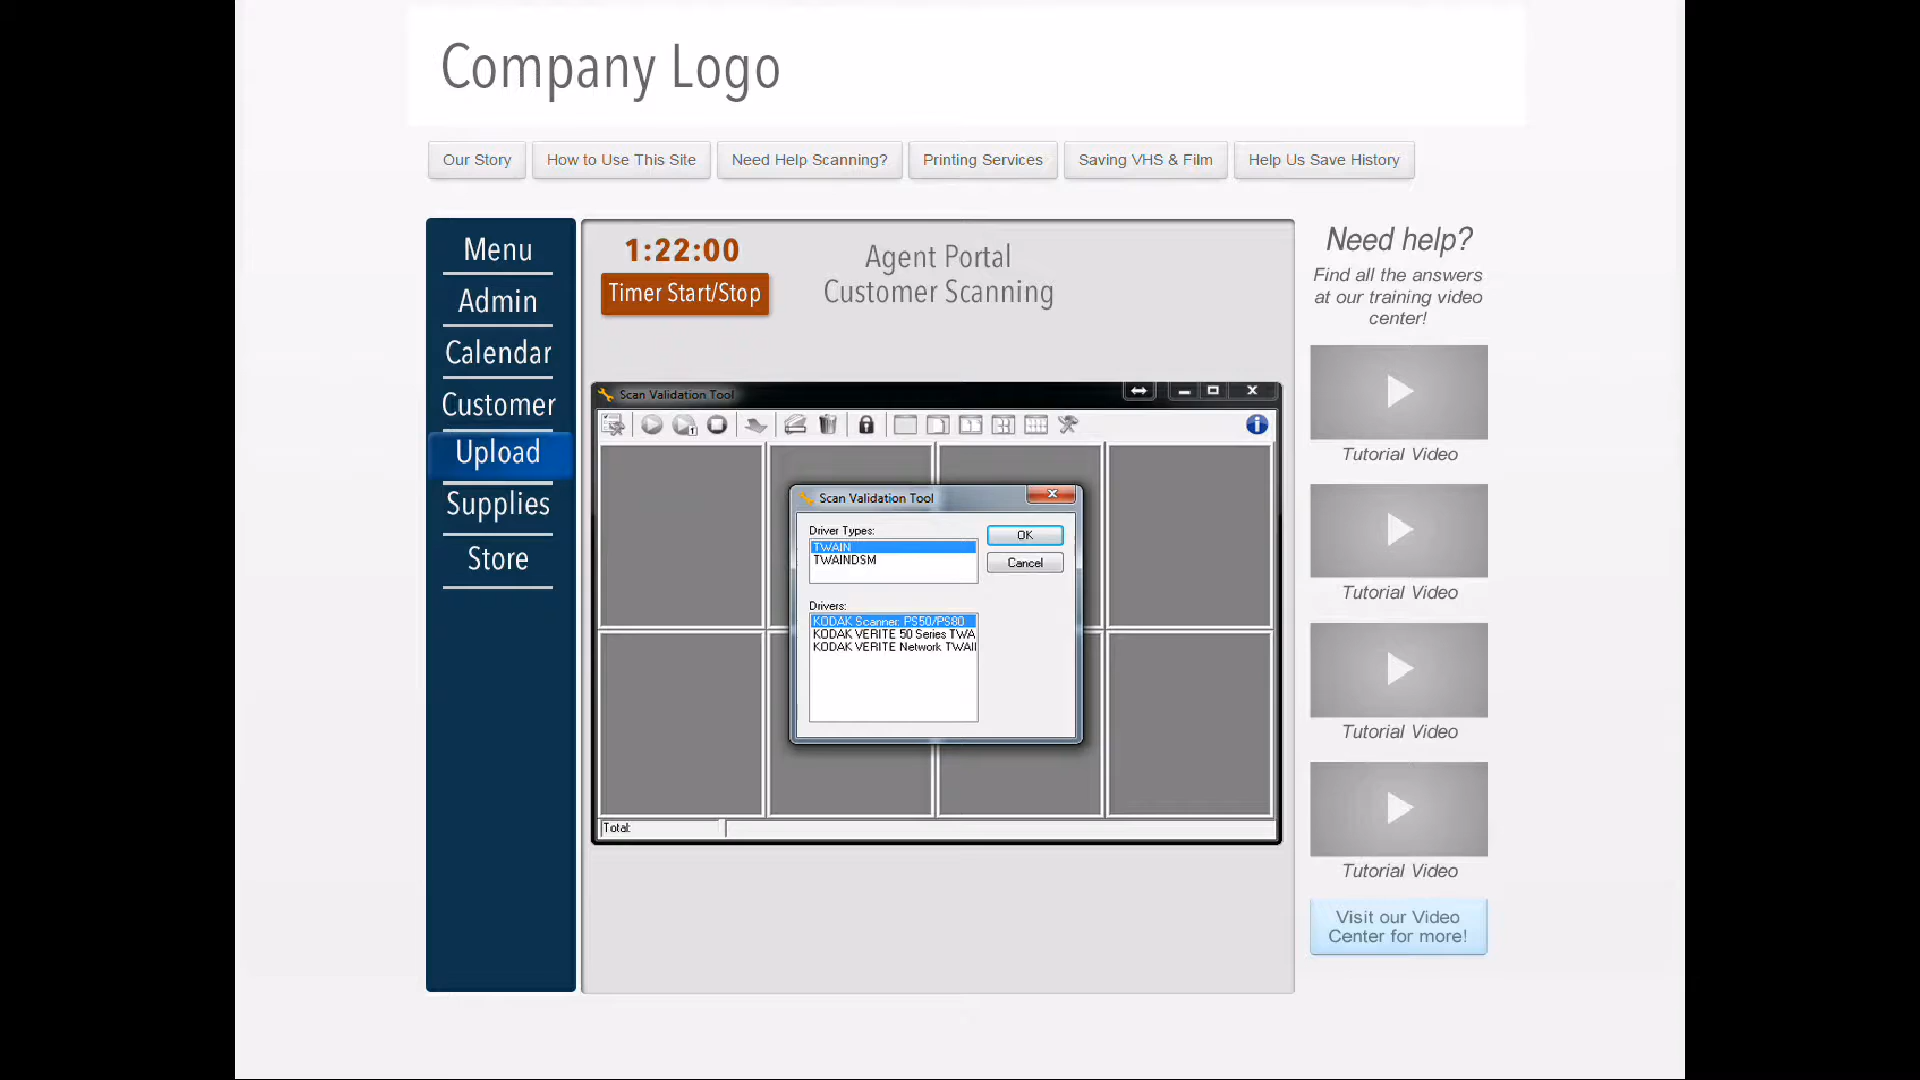 Company Logo
Our Story
How to Use This Site
Need Help Scanning?
Printing Services
Saving VHS & Film
Help Us Save History
Menu
Admin
Calendar
Customer
Upload
Supplies
Store
1:22:00
Timer Start/Stop
Agent Portal
Customer Scanning
Scan Validation Tool
1
Scan Validation Tool
Driver Types:
TWAIN
TWAINDSM
OK
Cancel
Drivers:
KODAK Scanner: PS50/PS80
KODAK VERITE 50 Series TWA
KODAK VERITE Network TWAI
Total:
Need help?
Find all the answers
at our training video
center!
Tutorial Video
Tutorial Video
Tutorial Video
Tutorial Video
Visit our Video
Center for more!